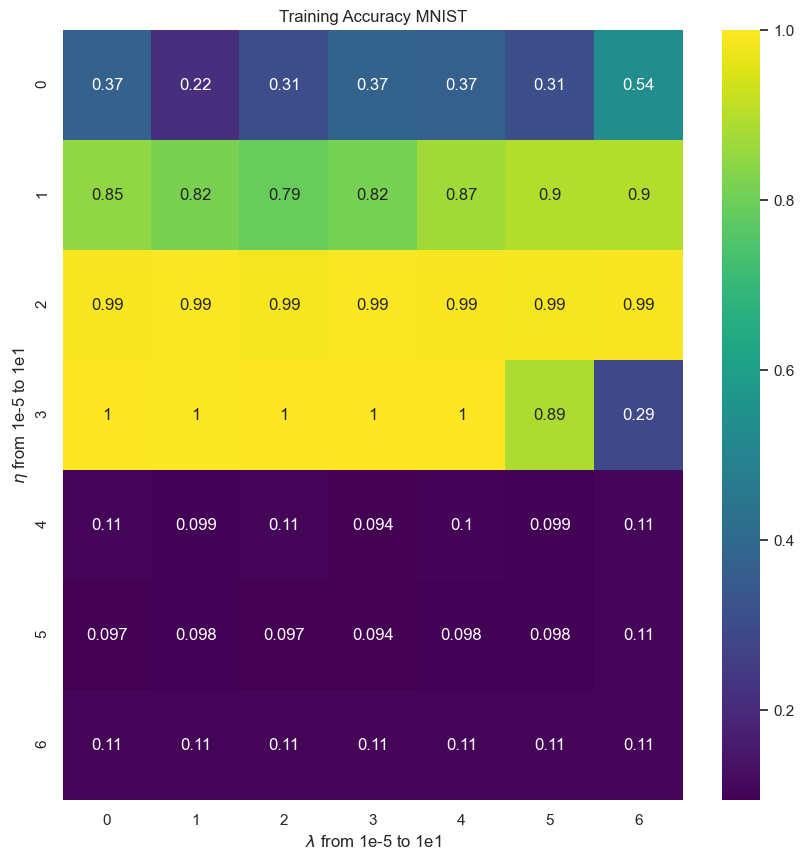 Training Accuracy MNIST
0 0.37 0.22 0.31 0.37 0.37 0.31 0.54
1 0.85 0.82 0.79 0.82 0.87 0.9 0.9
2 0.99 0.99 0.99 0.99 0.99 0.99 0.99
3 1 1 1 1 1 0.89 0.29
4 0.11 0.099 0.11 0.094 0.1 0.099 0.11
5 0.097 0.098 0.097 0.094 0.098 0.098 0.11
6 0.11 0.11 0.11 0.11 0.11 0.11 0.11
0 1 2 3 4 5 6
λ from 1e-5 to 1e1
η from 1e-5 to 1e1
1.0
0.8
0.6
0.4
0.2